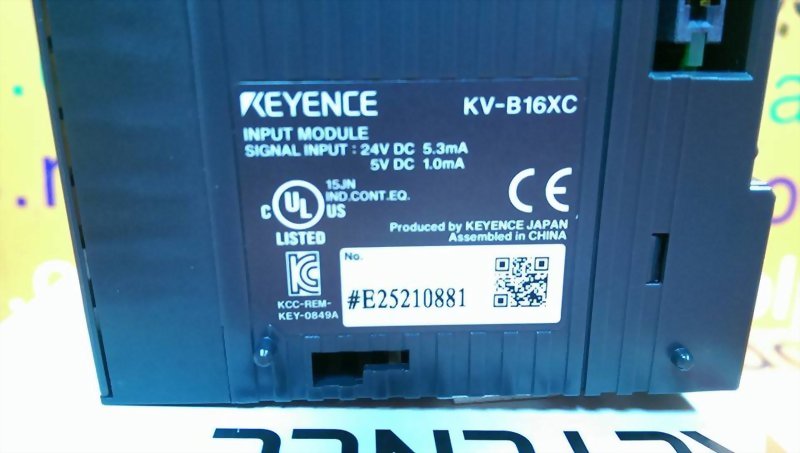 KEYENCE KV-B16XC
INPUT MODULE
SIGNAL INPUT : 24V DC 5.3mA
5V DC 1.0mA
15JN
IND.CONT.EQ.
C UL US
LISTED
CE
Produced by KEYENCE JAPAN
Assembled in CHINA
KCC-REM-
KEY-0849A
No.
#E25210881